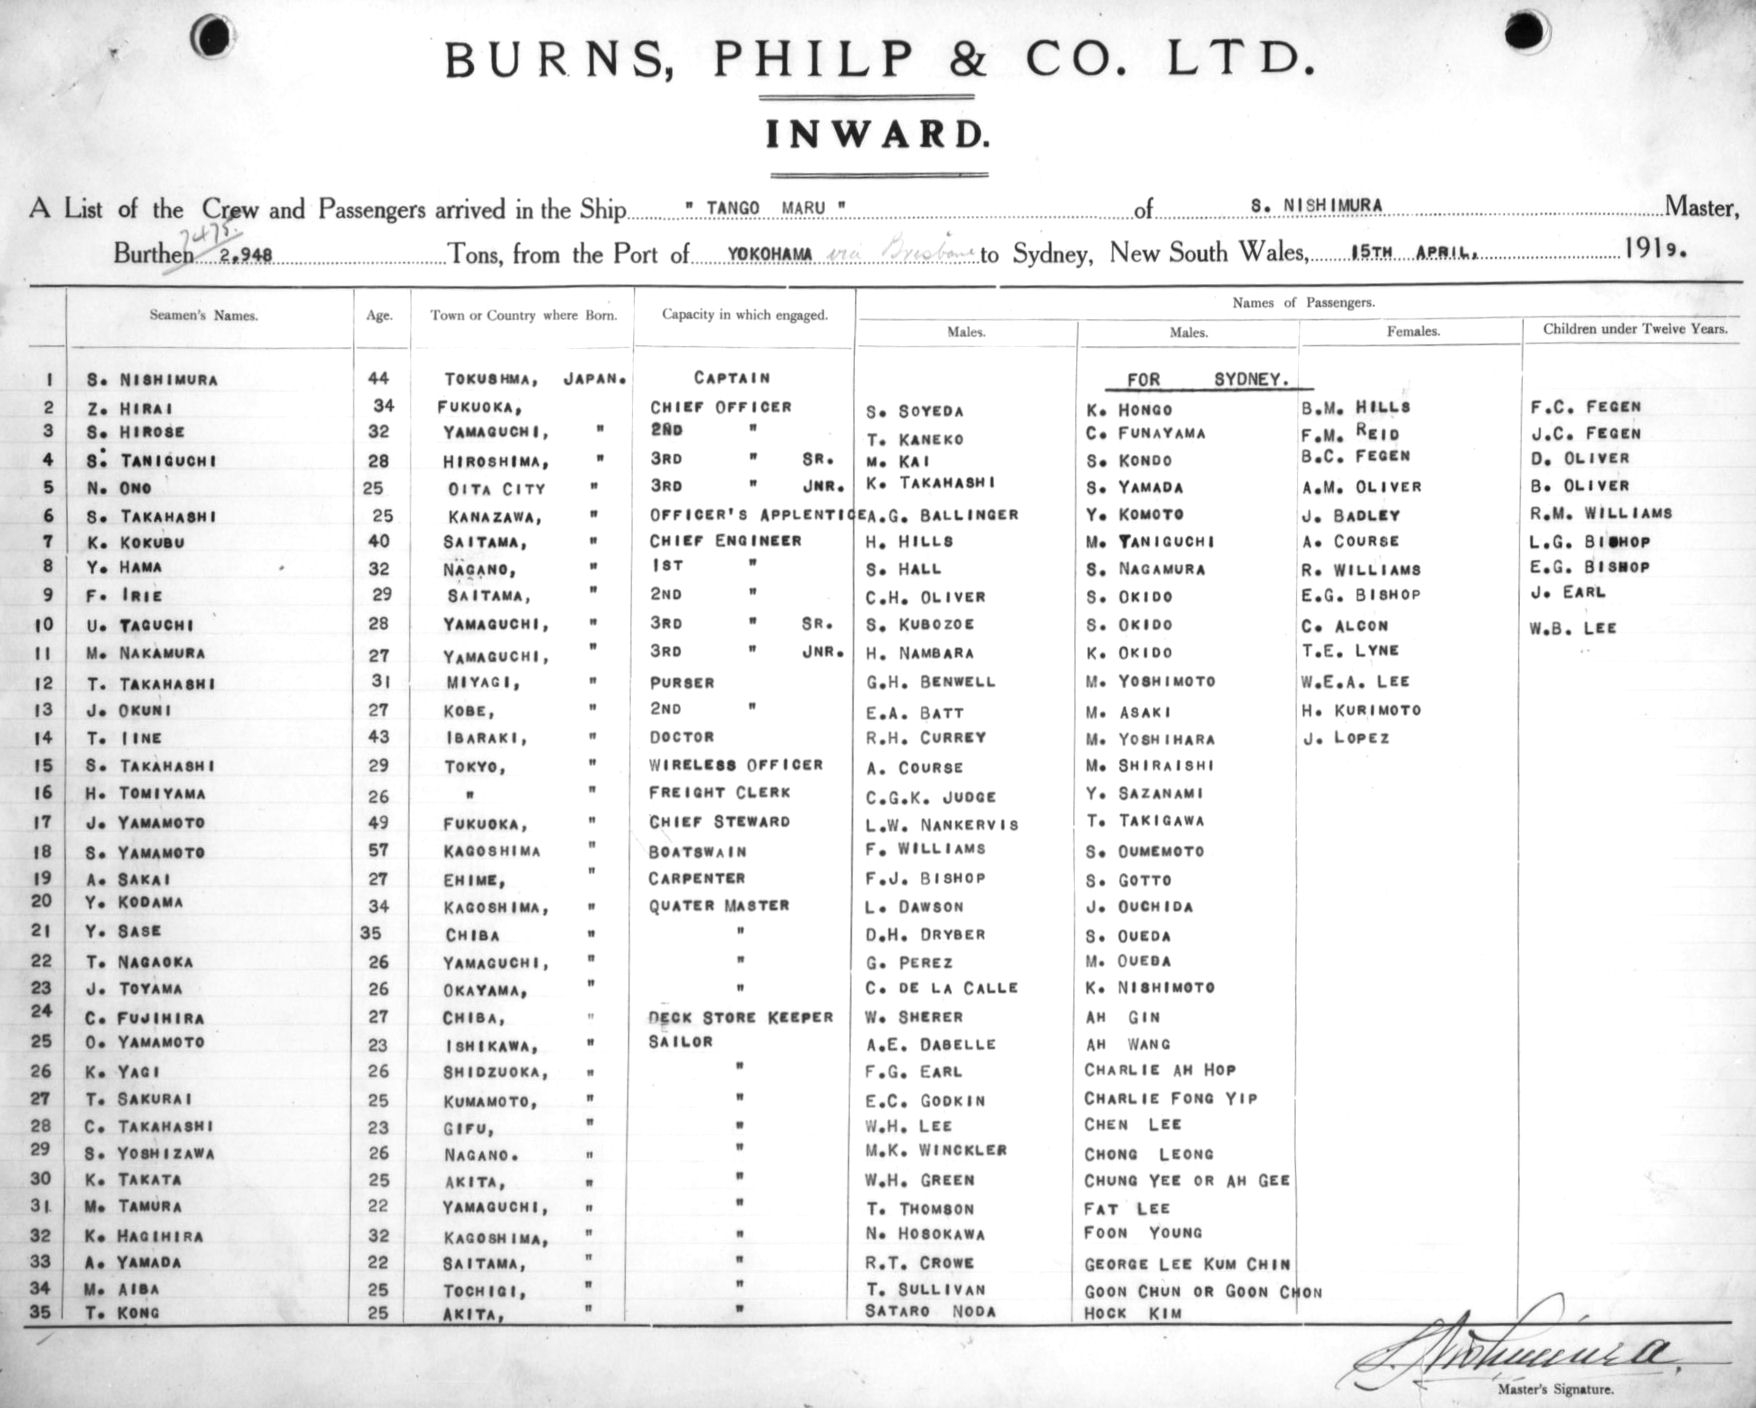 BURNS, PHILP & CO. LTD.
INWARD.
A List of the Crew and Passengers arrived in the Ship " TANGO MARU " of S. NISHIMURA Master,
7475.
Burthen 2,948 Tons, from the Port of YOKOHAMA via Brisbane to Sydney, New South Wales, 15TH APRIL, 1919.
Seamen's Names. Age. Town or Country where Born. Capacity in which engaged. Names of Passengers.
Males. Males. Females. Children under Twelve Years.
1 S. NISHIMURA 44 TOKUSHMA, JAPAN. CAPTAIN FOR SYDNEY.
2 Z. HIRAI 34 FUKUOKA, CHIEF OFFICER S. SOYEDA K. HONGO B.M. HILLS F.C. FEGEN
3 S. HIROSE 32 YAMAGUCHI, " 2ND " T. KANEKO C. FUNAYAMA F.M. REID J.C. FEGEN
4 S. TANIGUCHI 28 HIROSHIMA, " 3RD " SR. M. KAI S. KONDO B.C. FEGEN D. OLIVER
5 N. ONO 25 OITA CITY " 3RD " JNR. K. TAKAHASHI S. YAMADA A.M. OLIVER B. OLIVER
6 S. TAKAHASHI 25 KANAZAWA, " OFFICER'S APPLENTICE A.G. BALLINGER Y. KOMOTO J. BADLEY R.M. WILLIAMS
7 K. KOKUBU 40 SAITAMA, " CHIEF ENGINEER H. HILLS M. TANIGUCHI A. COURSE L.G. BISHOP
8 Y. HAMA 32 NAGANO, " 1ST " S. HALL S. NAGAMURA R. WILLIAMS E.G. BISHOP
9 F. IRIE 29 SAITAMA, " 2ND " C.H. OLIVER S. OKIDO E.G. BISHOP J. EARL
10 U. TAGUCHI 28 YAMAGUCHI, " 3RD " SR. S. KUBOZOE S. OKIDO C. ALCON W.B. LEE
11 M. NAKAMURA 27 YAMAGUCHI, " 3RD " JNR. H. NAMBARA K. OKIDO T.E. LYNE
12 T. TAKAHASHI 31 MIYAGI, " PURSER G.H. BENWELL M. YOSHIMOTO W.E.A. LEE
13 J. OKUNI 27 KOBE, " 2ND " E.A. BATT M. ASAKI H. KURIMOTO
14 T. IINE 43 IBARAKI, " DOCTOR R.H. CURREY M. YOSHIHARA J. LOPEZ
15 S. TAKAHASHI 29 TOKYO, " WIRELESS OFFICER A. COURSE M. SHIRAISHI
16 H. TOMIYAMA 26 " " FREIGHT CLERK C.G.K. JUDGE Y. SAZANAMI
17 J. YAMAMOTO 49 FUKUOKA, " CHIEF STEWARD L.W. NANKERVIS T. TAKIGAWA
18 S. YAMAMOTO 57 KAGOSHIMA " BOATSWAIN F. WILLIAMS S. OUMEMOTO
19 A. SAKAI 27 EHIME, " CARPENTER F.J. BISHOP S. GOTTO
20 Y. KODAMA 34 KAGOSHIMA, " QUATER MASTER L. DAWSON J. OUCHIDA
21 Y. SASE 35 CHIBA " " D.H. DRYBER S. OUEDA
22 T. NAGAOKA 26 YAMAGUCHI, " " G. PEREZ M. OUEDA
23 J. TOYAMA 26 OKAYAMA, " " C. DE LA CALLE K. NISHIMOTO
24 C. FUJIHIRA 27 CHIBA, " DECK STORE KEEPER W. SHERER AH GIN
25 O. YAMAMOTO 23 ISHIKAWA, " SAILOR A.E. DABELLE AH WANG
26 K. YAGI 26 SHIDZUOKA, " " F.G. EARL CHARLIE AH HOP
27 T. SAKURAI 25 KUMAMOTO, " " E.C. GODKIN CHARLIE FONG YIP
28 C. TAKAHASHI 23 GIFU, " " W.H. LEE CHEN LEE
29 S. YOSHIZAWA 26 NAGANO. " " M.K. WINCKLER CHONG LEONG
30 K. TAKATA 25 AKITA, " " W.H. GREEN CHUNG YEE OR AH GEE
31 M. TAMURA 22 YAMAGUCHI, " " T. THOMSON FAT LEE
32 K. HAGIHIRA 32 KAGOSHIMA, " " N. HOSOKAWA FOON YOUNG
33 A. YAMADA 22 SAITAMA, " " R.T. CROWE GEORGE LEE KUM CHIN
34 M. AIBA 25 TOCHIGI, " " T. SULLIVAN GOON CHUN OR GOON CHON
35 T. KONG 25 AKITA, " " SATARO NODA HOCK KIM
S. Nishimura.
Master's Signature.